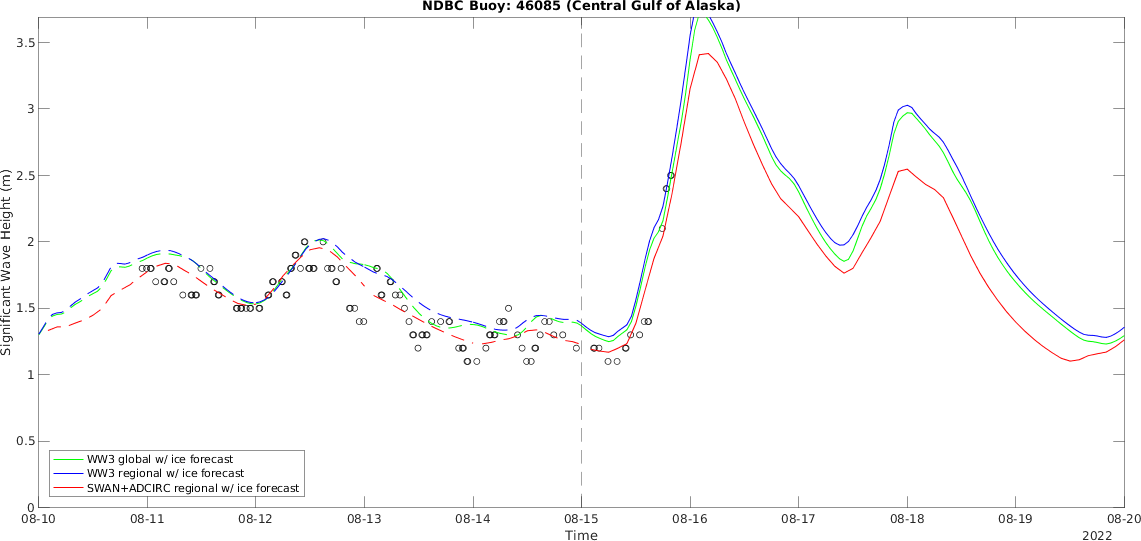 NDBC Buoy: 46085 (Central Gulf of Alaska)
3.5
3
2.5
2
1.5
1
0.5
0
Significant Wave Height (m)
WW3 global w/ ice forecast
WW3 regional w/ ice forecast
SWAN+ADCIRC regional w/ ice forecast
08-10 08-11 08-12 08-13 08-14 08-15 08-16 08-17 08-18 08-19 08-20
Time
2022